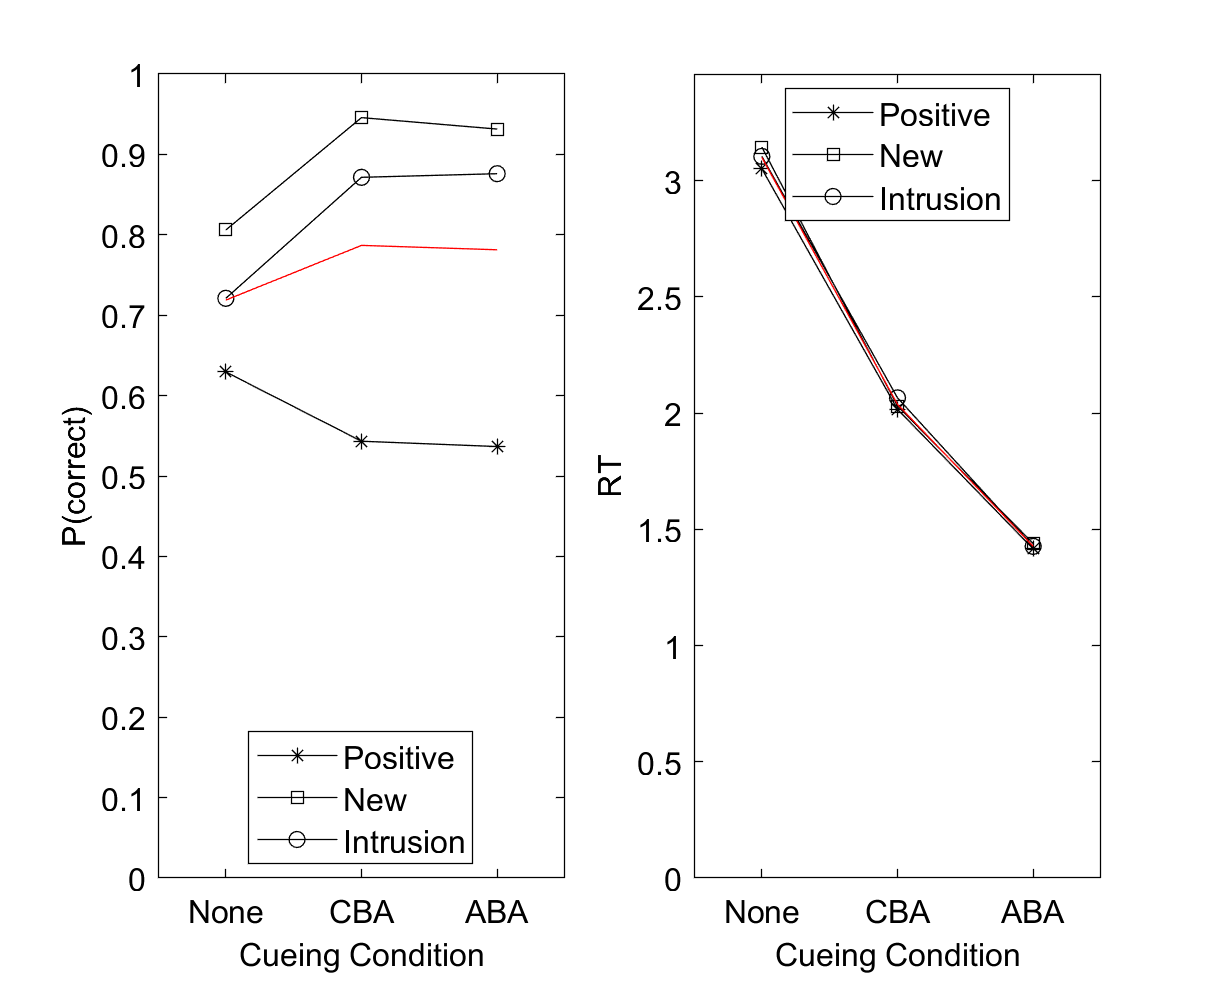 1
0.9
0.8
0.7
0.6
0.5
0.4
0.3
0.2
0.1
0
P(correct)
Positive
New
Intrusion
None CBA ABA
Cueing Condition
3
2.5
2
1.5
1
0.5
0
RT
Positive
New
Intrusion
None CBA ABA
Cueing Condition